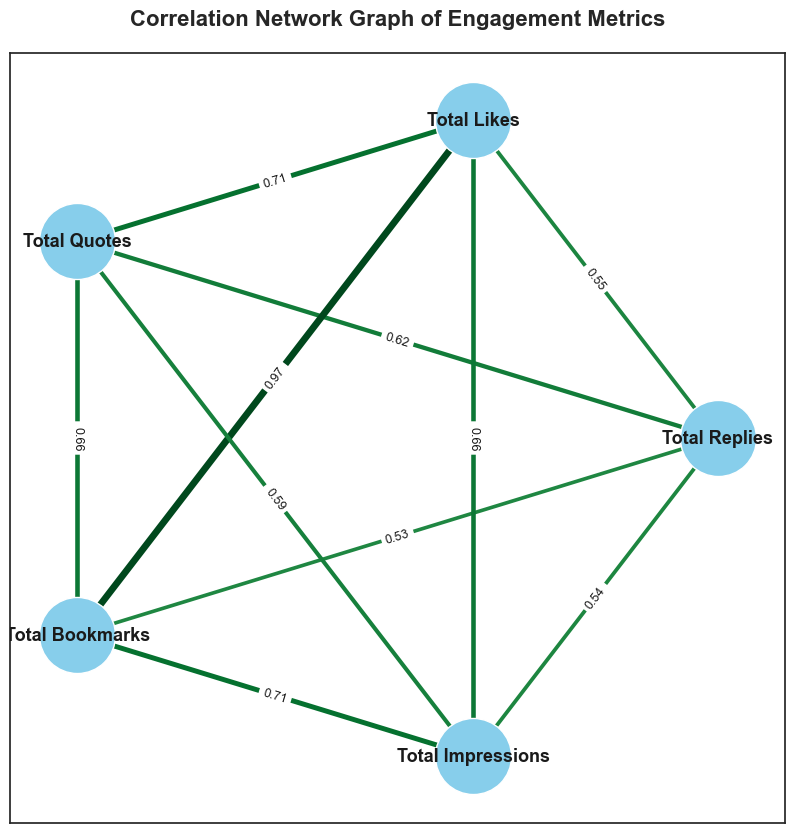 Correlation Network Graph of Engagement Metrics
Total Likes
0.71
Total Quotes
0.55
0.62
0.97
0.66
0.66
Total Replies
0.59
0.53
0.54
Total Bookmarks
0.71
Total Impressions